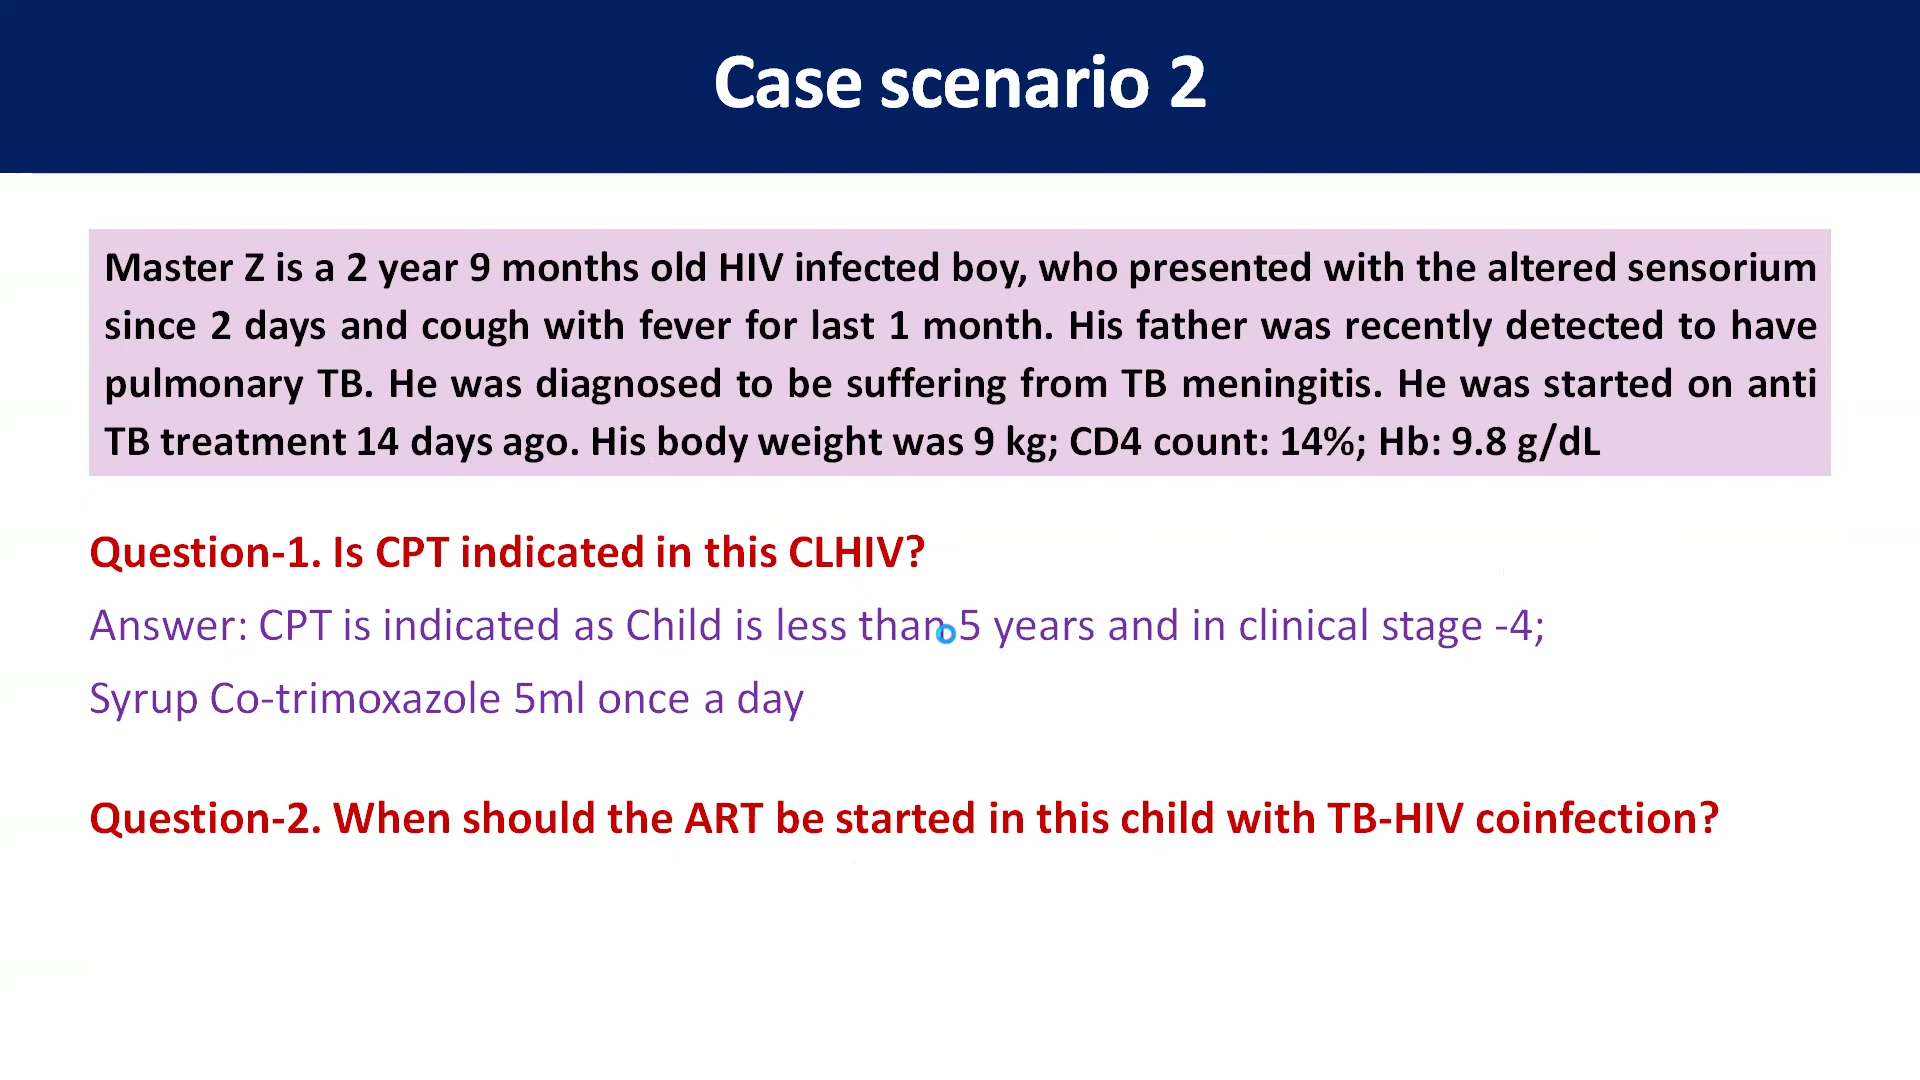 Case scenario 2
Master Z is a 2 year 9 months old HIV infected boy, who presented with the altered sensorium
since 2 days and cough with fever for last 1 month. His father was recently detected to have
pulmonary TB. He was diagnosed to be suffering from TB meningitis. He was started on anti
TB treatment 14 days ago. His body weight was 9 kg; CD4 count: 14%; Hb: 9.8 g/dL
Question-1. Is CPT indicated in this CLHIV?
Answer: CPT is indicated as Child is less than 5 years and in clinical stage -4;
Syrup Co-trimoxazole 5ml once a day
Question-2. When should the ART be started in this child with TB-HIV coinfection?